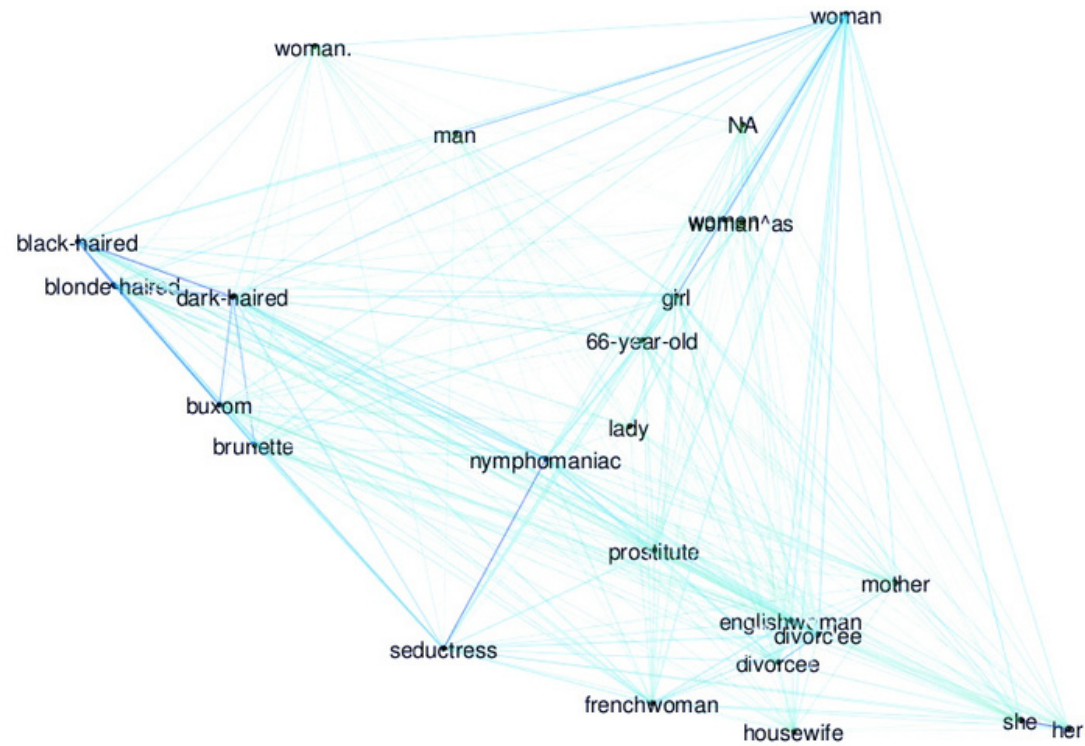 woman
woman.
NA
man
woman^as
black-haired
blonde-haired
dark-haired
girl
66-year-old
buxom
lady
brunette
nymphomaniac
prostitute
mother
englishwoman
divorc'ee
seductress
divorcee
frenchwoman
she
her
housewife